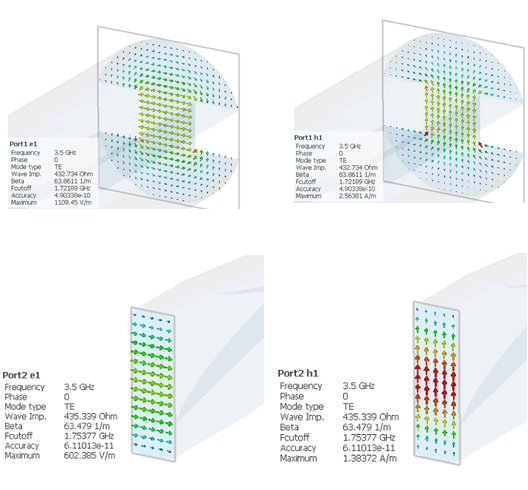 Port1 e1
Frequency 3.5 GHz
Phase 0
Mode type TE
Wave Imp. 432.734 Ohm
Beta 63.8611 1/m
Fcutoff 1.72189 GHz
Accuracy 4.90338e-10
Maximum 1109.45 V/m
Port1 h1
Frequency 3.5 GHz
Phase 0
Mode type TE
Wave Imp. 432.734 Ohm
Beta 63.8611 1/m
Fcutoff 1.72189 GHz
Accuracy 4.90338e-10
Maximum 2.56381 A/m
Port2 e1
Frequency 3.5 GHz
Phase 0
Mode type TE
Wave Imp. 435.339 Ohm
Beta 63.479 1/m
Fcutoff 1.75377 GHz
Accuracy 6.11013e-11
Maximum 602.385 V/m
Port2 h1
Frequency 3.5 GHz
Phase 0
Mode type TE
Wave Imp. 435.339 Ohm
Beta 63.479 1/m
Fcutoff 1.75377 GHz
Accuracy 6.11013e-11
Maximum 1.38372 A/m